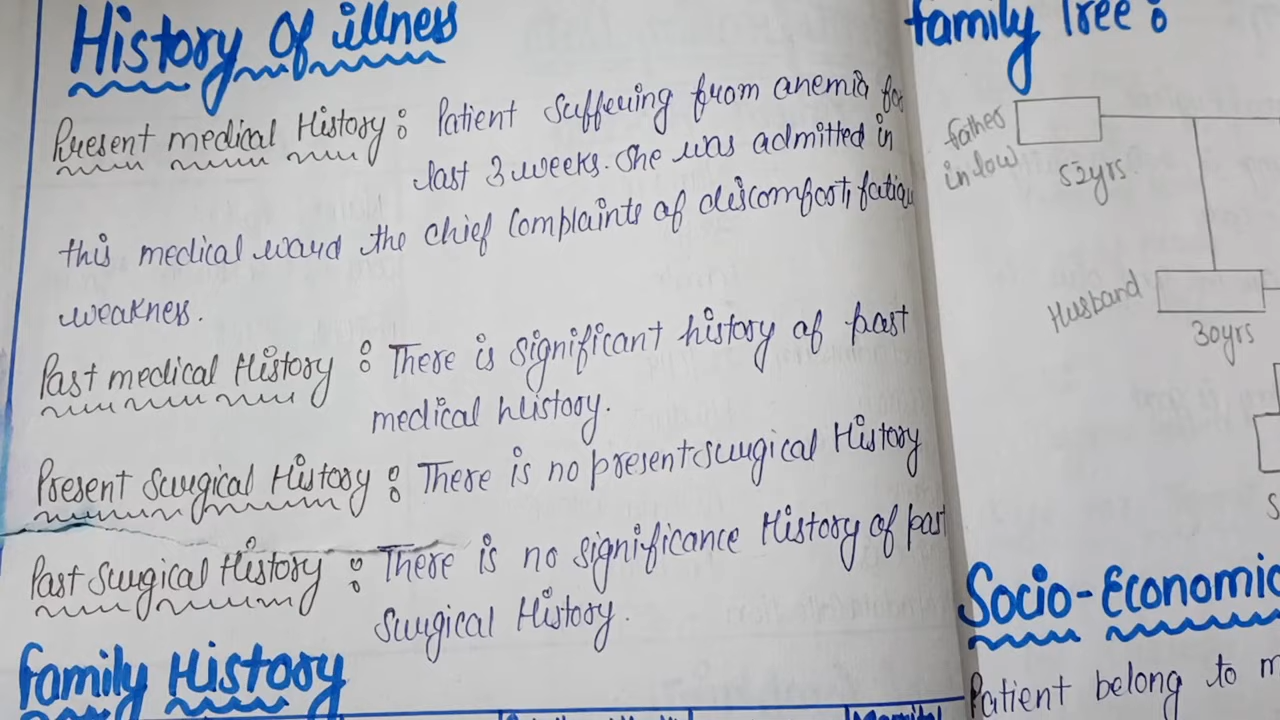 History Of illness
Present medical History : Patient suffering from anemia for
last 3 weeks. She was admitted in
this medical ward the chief Complaints of discomfort, fatigue
weakness.
Past medical History : There is significant history of past
medical history.
Present Surgical History : There is no present surgical History
Past Surgical History : There is no significance History of past
Surgical History.
Family History
Family Tree :
Father
in low
52yrs.
Husband
30yrs
Socio-Economic
Patient belong to m